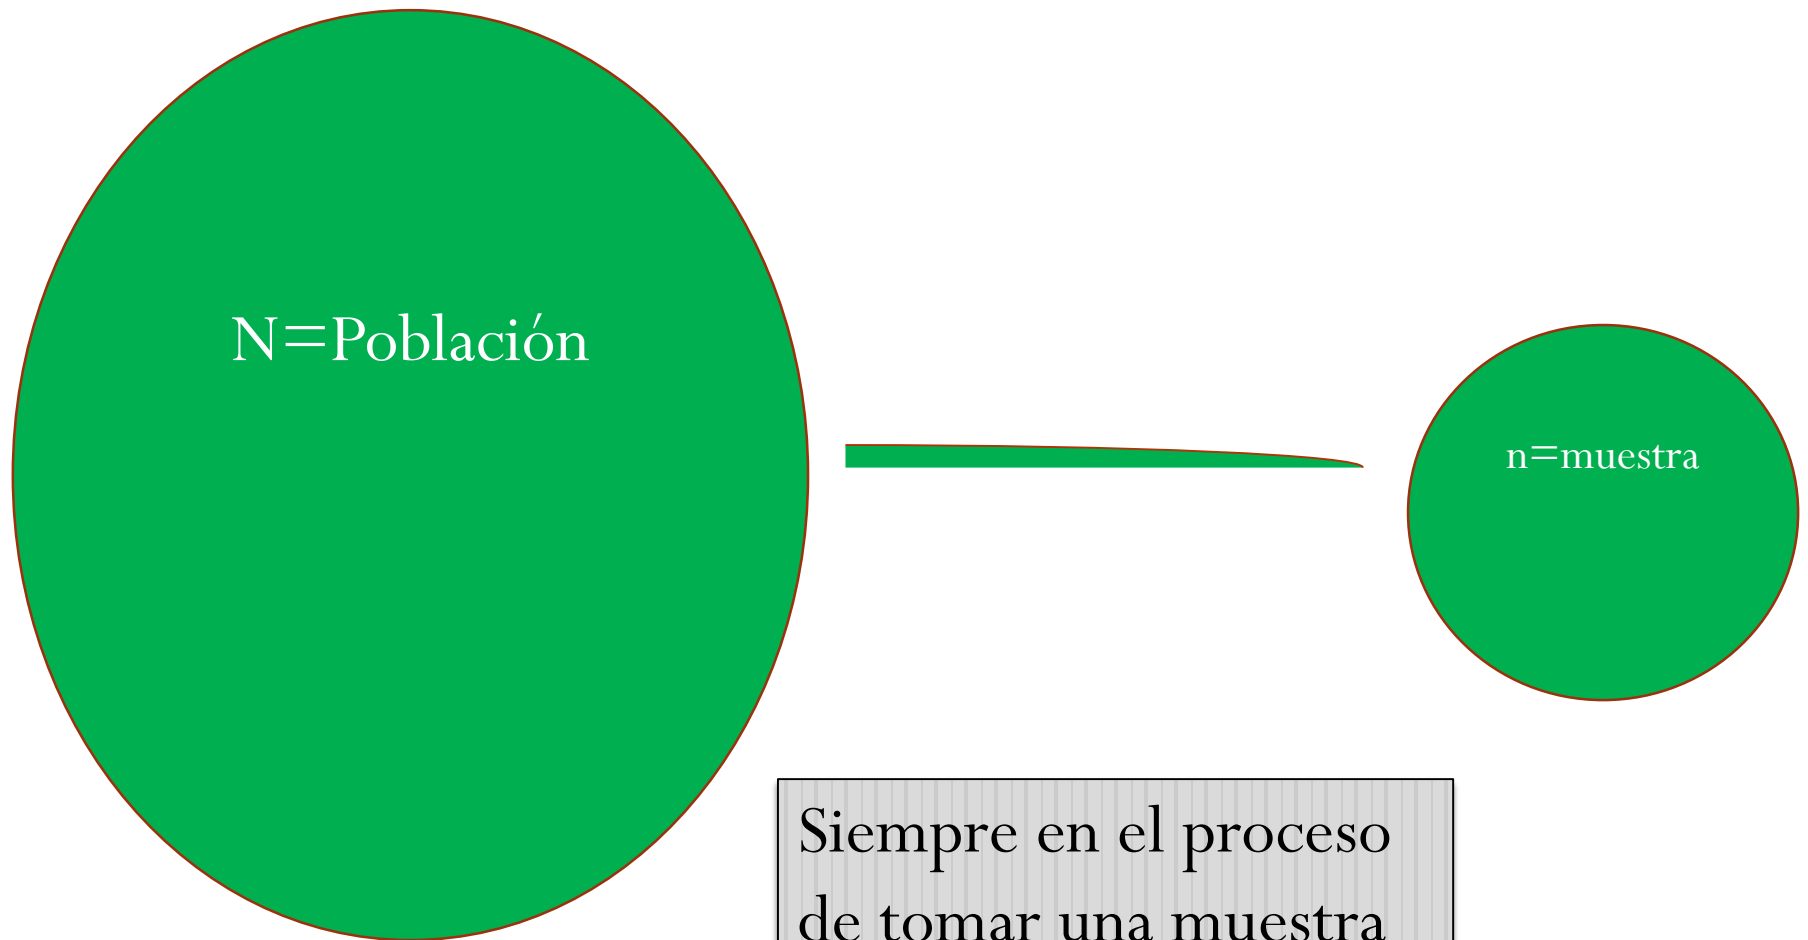 N=Población
n=muestra
Siempre en el proceso
de tomar una muestra